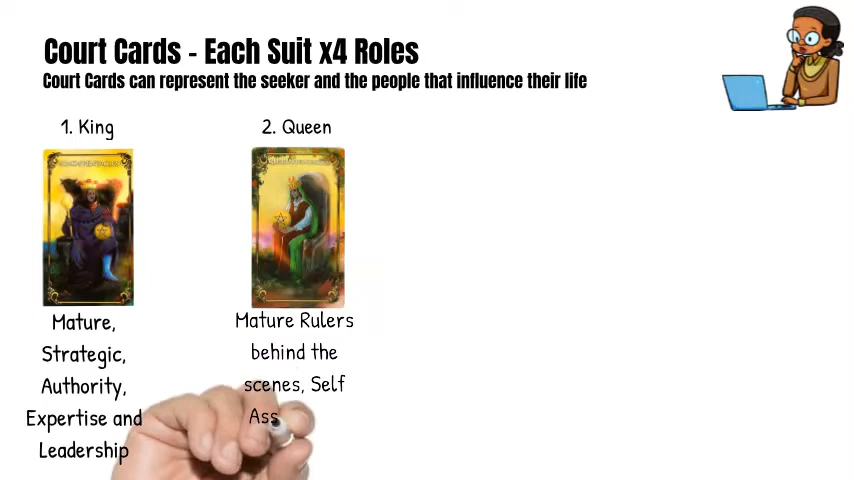 Court Cards - Each Suit x4 Roles
Court Cards can represent the seeker and the people that influence their life
1. King
2. Queen
Mature,
Strategic,
Authority,
Expertise and
Leadership
Mature Rulers
behind the
scenes, Self
Ass